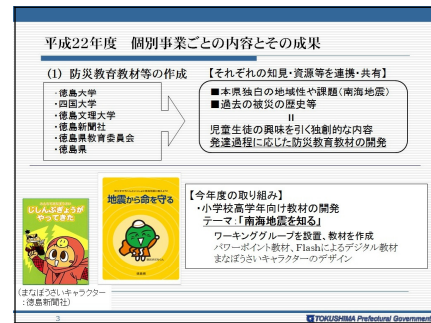 平成22年度　個別事業ごとの内容とその成果
(1) 防災教育教材等の作成
【それぞれの知見・資源等を連携・共有】
・徳島大学
・四国大学
・徳島文理大学
・徳島新聞社
・徳島県教育委員会
・徳島県
■本県独自の地域性や課題(南海地震)
■過去の被災の歴史等
＝
児童生徒の興味を引く独創的な内容
発達過程に応じた防災教育教材の開発
じしんぶぎょうが
やってきた
地震から命を守る
(まなぼうさいキャラクター
：徳島新聞社)
【今年度の取り組み】
・小学校高学年向け教材の開発
テーマ:「南海地震を知る」
ワーキンググループを設置、教材を作成
パワーポイント教材、Flashによるデジタル教材
まなぼうさいキャラクターのデザイン
3
TOKUSHIMA Prefectural Government